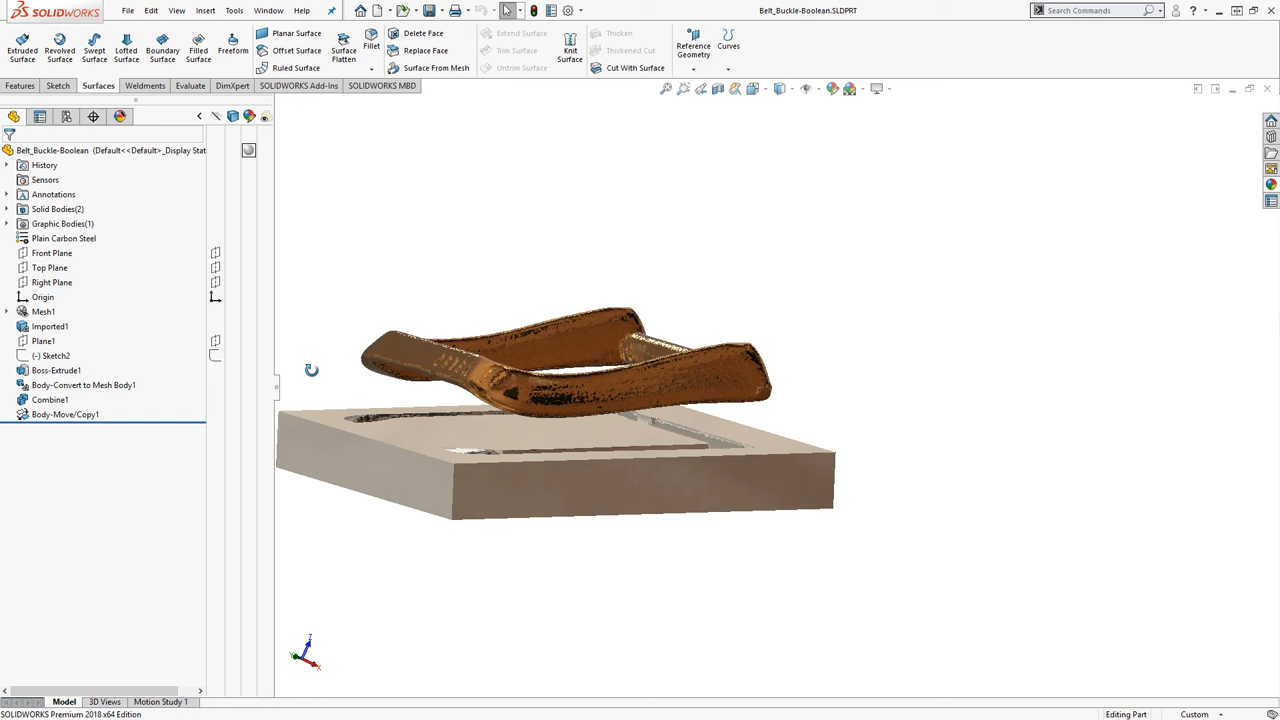 SOLIDWORKS File Edit View Insert Tools Surface Window Help Belt_Buckle-Boolean.SLDPRT Search Commands ?
Extruded Surface
Revolved Surface
Swept Surface
Lofted Surface
Boundary Surface
Filled Surface
Freeform
Planar Surface
Offset Surface
Ruled Surface
Surface Flatten
Fillet
Delete Face
Replace Face
Surface From Mesh
Extend Surface
Trim Surface
Untrim Surface
Knit Surface
Thicken
Thickened Cut
Cut With Surface
Reference Geometry
Curves
Features Sketch Surfaces Weldments Evaluate DimXpert SOLIDWORKS Add-Ins SOLIDWORKS MBD
Belt_Buckle-Boolean (Default<<Default>_Display Stat
History
Sensors
Annotations
Solid Bodies(2)
Graphic Bodies(1)
Plain Carbon Steel
Front Plane
Top Plane
Right Plane
Origin
Mesh1
Imported1
Plane1
(-) Sketch2
Boss-Extrude1
Body-Convert to Mesh Body1
Combine1
Body-Move/Copy1
Z
Y
X
Model 3D Views Motion Study 1
SOLIDWORKS Premium 2018 x64 Edition Editing Part Custom